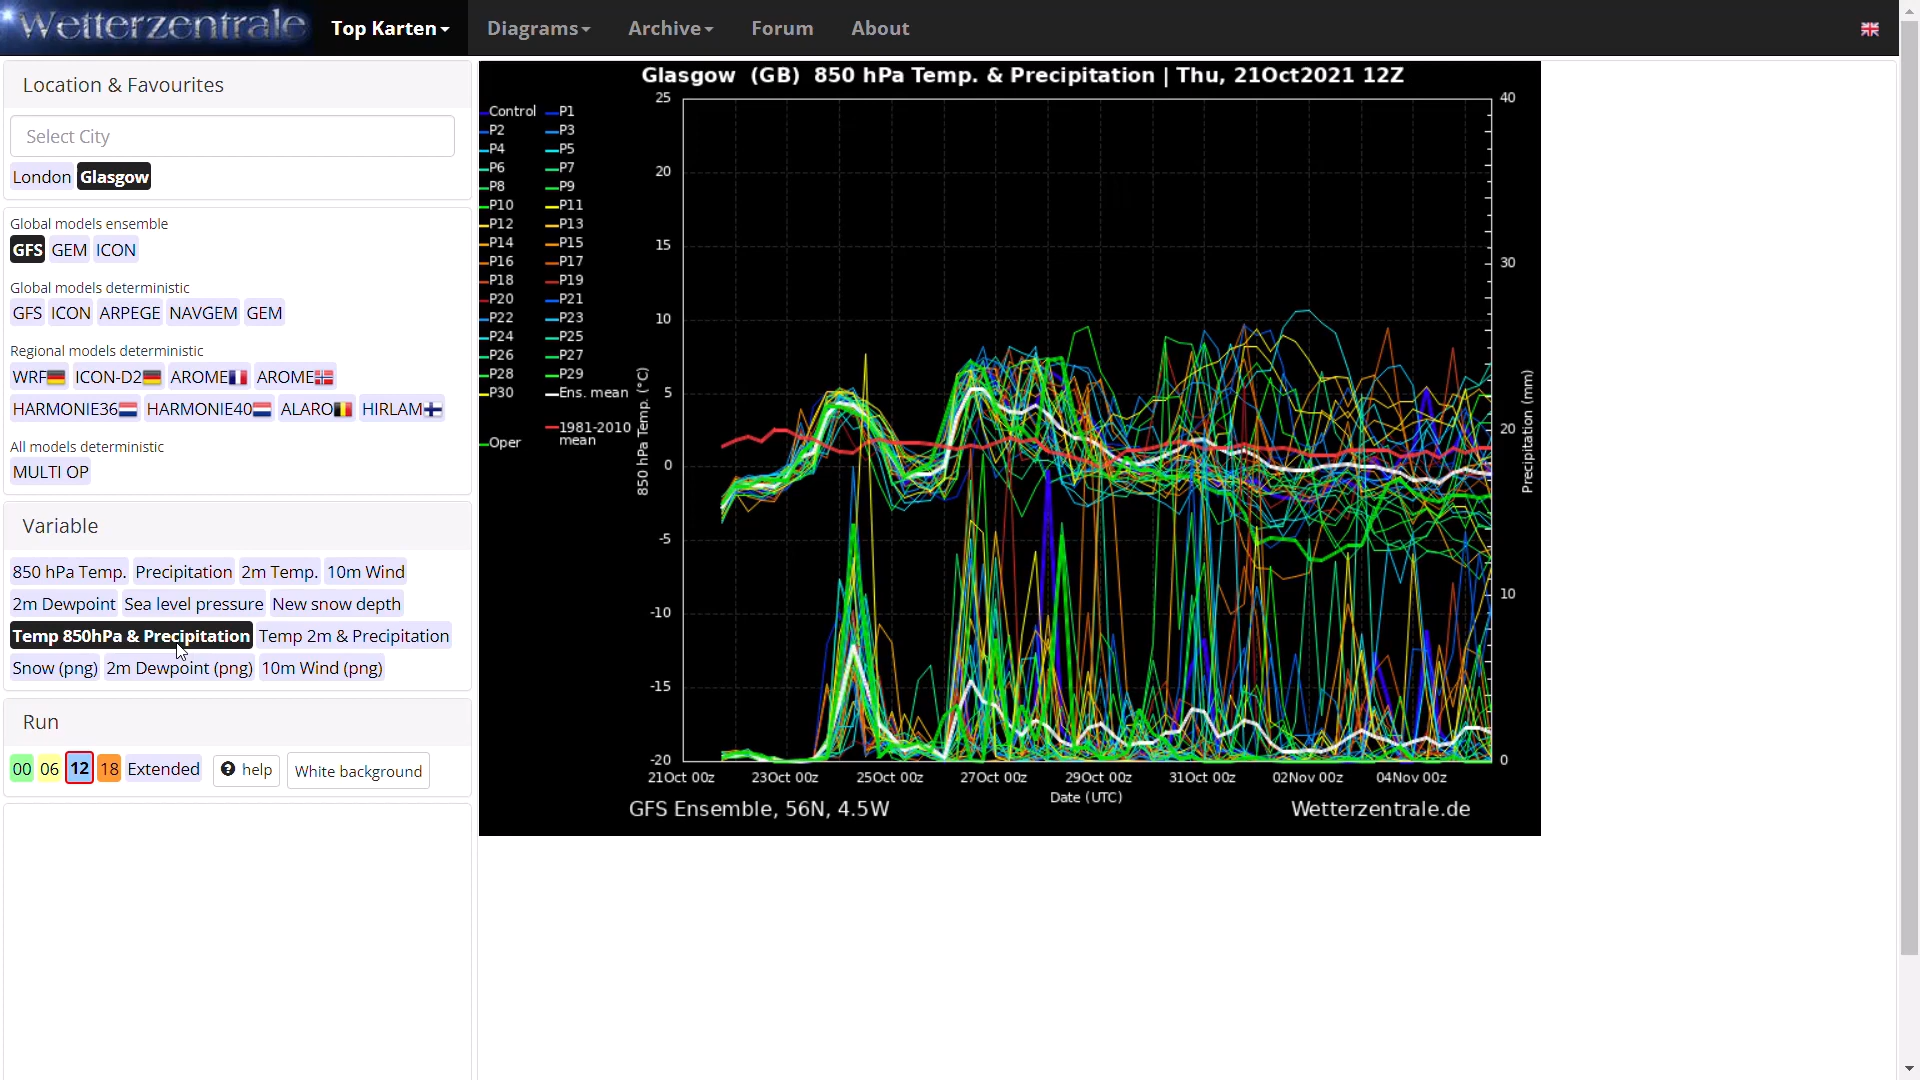 Wetterzentrale Top Karten Diagrams Archive Forum About
Location & Favourites
Select City
London Glasgow
Global models ensemble
GFS GEM ICON
Global models deterministic
GFS ICON ARPEGE NAVGEM GEM
Regional models deterministic
WRF ICON-D2 AROME AROME
HARMONIE36 HARMONIE40 ALARO HIRLAM
All models deterministic
MULTI OP
Variable
850 hPa Temp. Precipitation 2m Temp. 10m Wind
2m Dewpoint Sea level pressure New snow depth
Temp 850hPa & Precipitation Temp 2m & Precipitation
Snow (png) 2m Dewpoint (png) 10m Wind (png)
Run
00 06 12 18 Extended help White background
Glasgow (GB) 850 hPa Temp. & Precipitation | Thu, 21Oct2021 12Z
Control P1
P2 P3
P4 P5
P6 P7
P8 P9
P10 P11
P12 P13
P14 P15
P16 P17
P18 P19
P20 P21
P22 P23
P24 P25
P26 P27
P28 P29
P30 Ens. mean
Oper 1981-2010
mean
850 hPa Temp. (°C)
25
20
15
10
5
0
-5
-10
-15
-20
40
30
20
10
0
Precipitation (mm)
21Oct 00z 23Oct 00z 25Oct 00z 27Oct 00z 29Oct 00z 31Oct 00z 02Nov 00z 04Nov 00z
Date (UTC)
GFS Ensemble, 56N, 4.5W Wetterzentrale.de